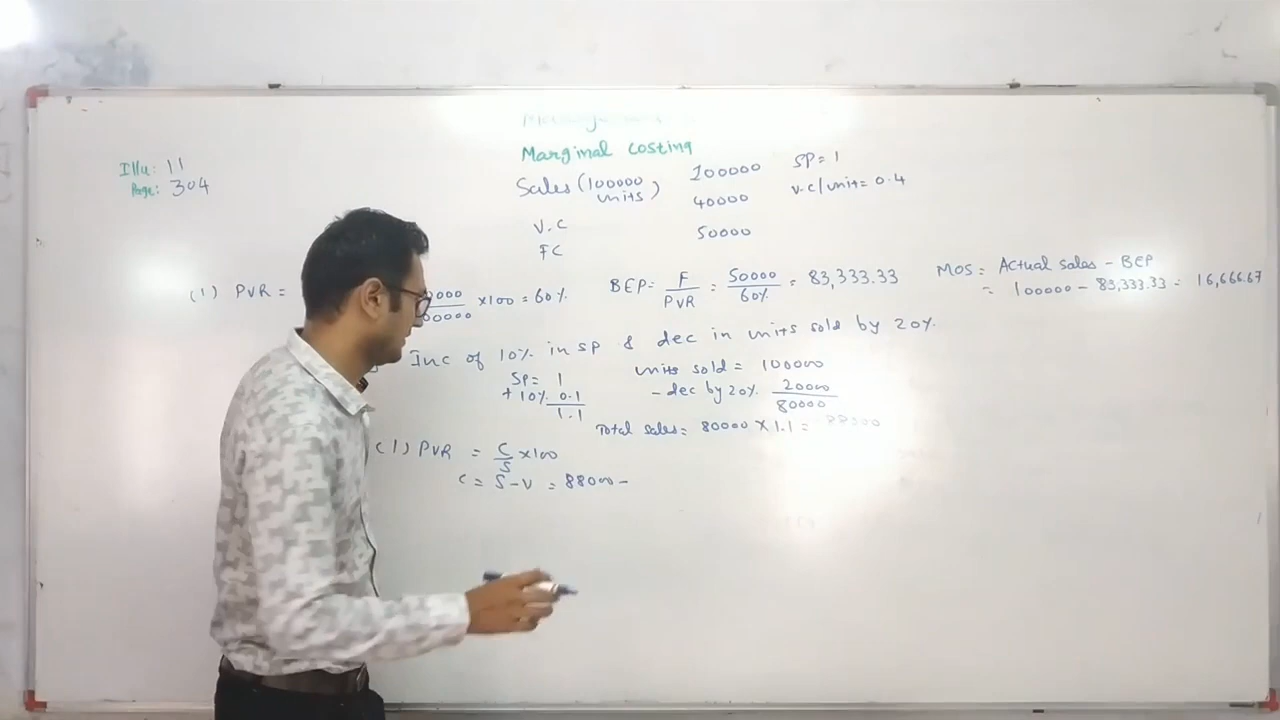 Marginal costing
Illu: 11
Page: 304
Sales (100000 units) 100000 SP = 1
V.C 40000 V.C/unit = 0.4
FC 50000
(1) PVR = 0000/00000 x100 = 60%
BEP = F/PVR = 50000/60% = 83,333.33
MOS = Actual sales - BEP
= 100000 - 83,333.33 = 16,666.67
Inc of 10% in SP & dec in units sold by 20%.
SP = 1
+ 10% 0.1
1.1
units sold = 100000
- dec by 20% 20000
80000
Total sales = 80000 X 1.1 = 88000
(1) PVR = C/S x100
C = S - V = 88000 -